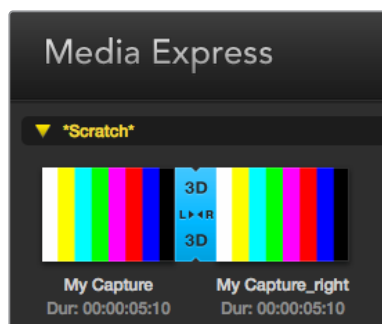 Media Express
*Scratch*
3D
L►◄R
3D
My Capture
My Capture_right
Dur: 00:00:05:10
Dur: 00:00:05:10